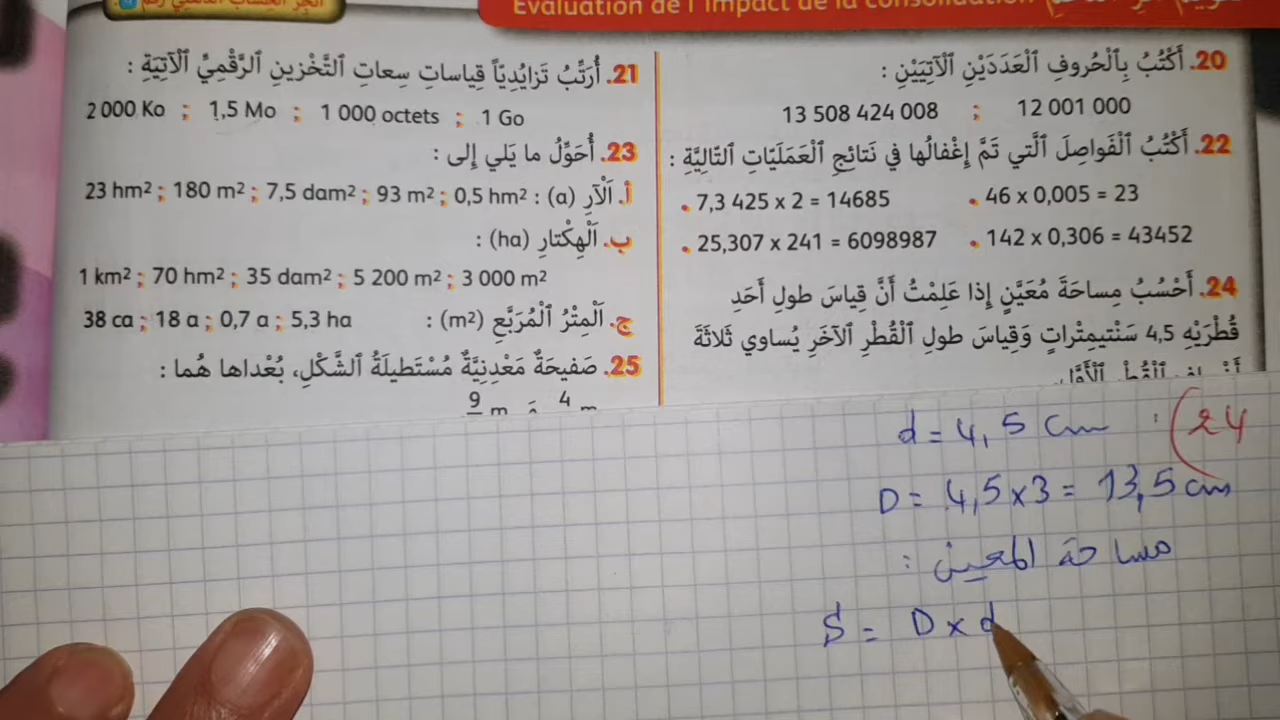 Evaluation de l'impact de la consolidation
20. أَكْتُبُ بِالْحُروفِ الْعَدَدَيْنِ الْآتِيَيْنِ :
13 508 424 008 ; 12 001 000
22. أَكْتُبُ الْفَواصِلَ الَّتي تَمَّ إِغْفالُها في نَتائِجِ الْعَمَلِيّاتِ التّالِيَّةِ :
• 7,3 425 x 2 = 14685 • 46 x 0,005 = 23
• 25,307 x 241 = 6098987 • 142 x 0,306 = 43452
24. أَحْسُبُ مِساحَةَ مُعَيَّنٍ إِذا عَلِمْتُ أَنَّ قِياسَ طولِ أَحَدِ
قُطْرَيْهِ 4,5 سَنْتيمِتْراتٍ وَقِياسَ طولِ الْقُطْرِ الْآخَرِ يُساوي ثَلاثَةَ
الْقُطْرِ الْأَوَّلِ.
21. أُرَتِّبُ تَزايُدِيّاً قِياساتِ سِعاتِ التَّخْزينِ الرَّقْمِيِّ الْآتِيَةِ :
2 000 Ko ; 1,5 Mo ; 1 000 octets ; 1 Go
23. أُحَوِّلُ ما يَلي إِلى :
أ. اَلْآرِ (a) : 23 hm2 ; 180 m2 ; 7,5 dam2 ; 93 m2 ; 0,5 hm2
ب. اَلْهِكْتارِ (ha) :
1 km2 ; 70 hm2 ; 35 dam2 ; 5 200 m2 ; 3 000 m2
ج. اَلْمِتْرُ الْمُرَبَّعِ (m2) : 38 ca ; 18 a ; 0,7 a ; 5,3 ha
25. صَفيحَةٌ مَعْدِنِيَّةٌ مُسْتَطيلَةُ الشَّكْلِ، بُعْداها هُما :
9 m و 4 m
24) : d = 4,5 cm
D = 4,5 x 3 = 13,5 cm
مساحة المعين :
S = D x d